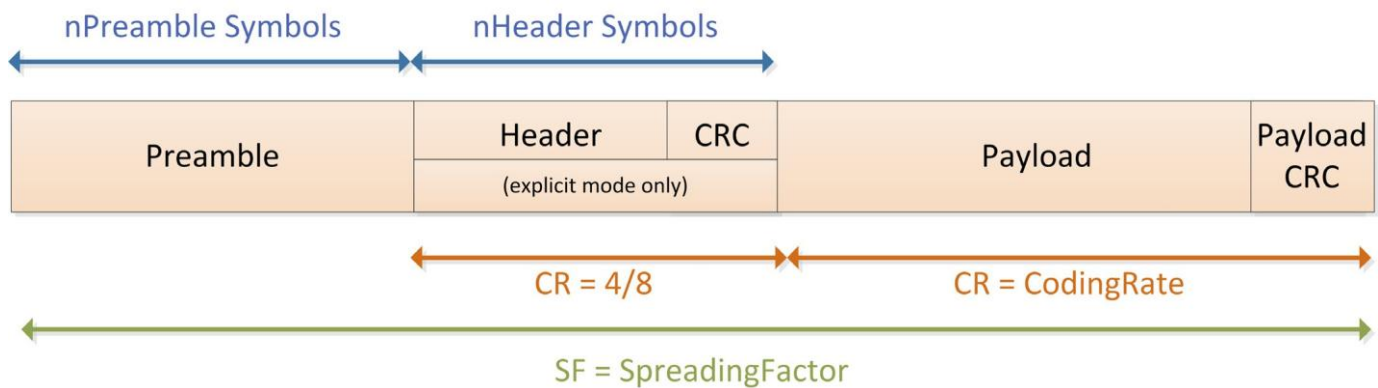 nPreamble Symbols
nHeader Symbols
Preamble
Header
CRC
(explicit mode only)
Payload
Payload
CRC
CR = 4/8
CR = CodingRate
SF = SpreadingFactor